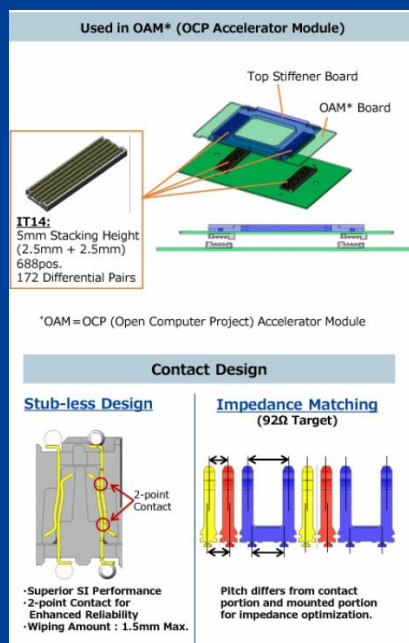 Used in OAM* (OCP Accelerator Module)
Top Stiffener Board
OAM* Board
IT14:
5mm Stacking Height
(2.5mm + 2.5mm)
688pos.
172 Differential Pairs
*OAM=OCP (Open Computer Project) Accelerator Module
Contact Design
Stub-less Design
2-point
Contact
·Superior SI Performance
·2-point Contact for
Enhanced Reliability
·Wiping Amount : 1.5mm Max.
Impedance Matching
(92Ω Target)
Pitch differs from contact
portion and mounted portion
for impedance optimization.